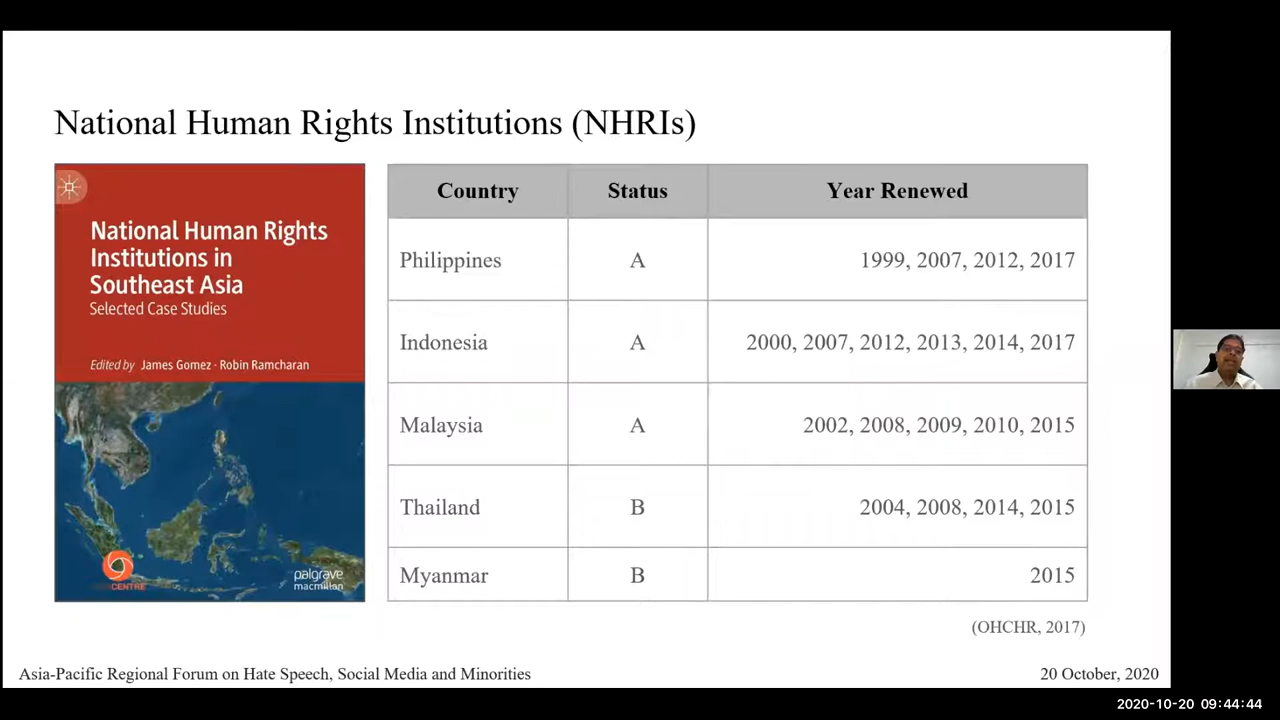 National Human Rights Institutions (NHRIs)
National Human Rights
Institutions in
Southeast Asia
Selected Case Studies
Edited by James Gomez · Robin Ramcharan
CENTRE
palgrave
macmillan
Country Status Year Renewed
Philippines A 1999, 2007, 2012, 2017
Indonesia A 2000, 2007, 2012, 2013, 2014, 2017
Malaysia A 2002, 2008, 2009, 2010, 2015
Thailand B 2004, 2008, 2014, 2015
Myanmar B 2015
(OHCHR, 2017)
Asia-Pacific Regional Forum on Hate Speech, Social Media and Minorities
20 October, 2020
2020-10-20 09:44:44